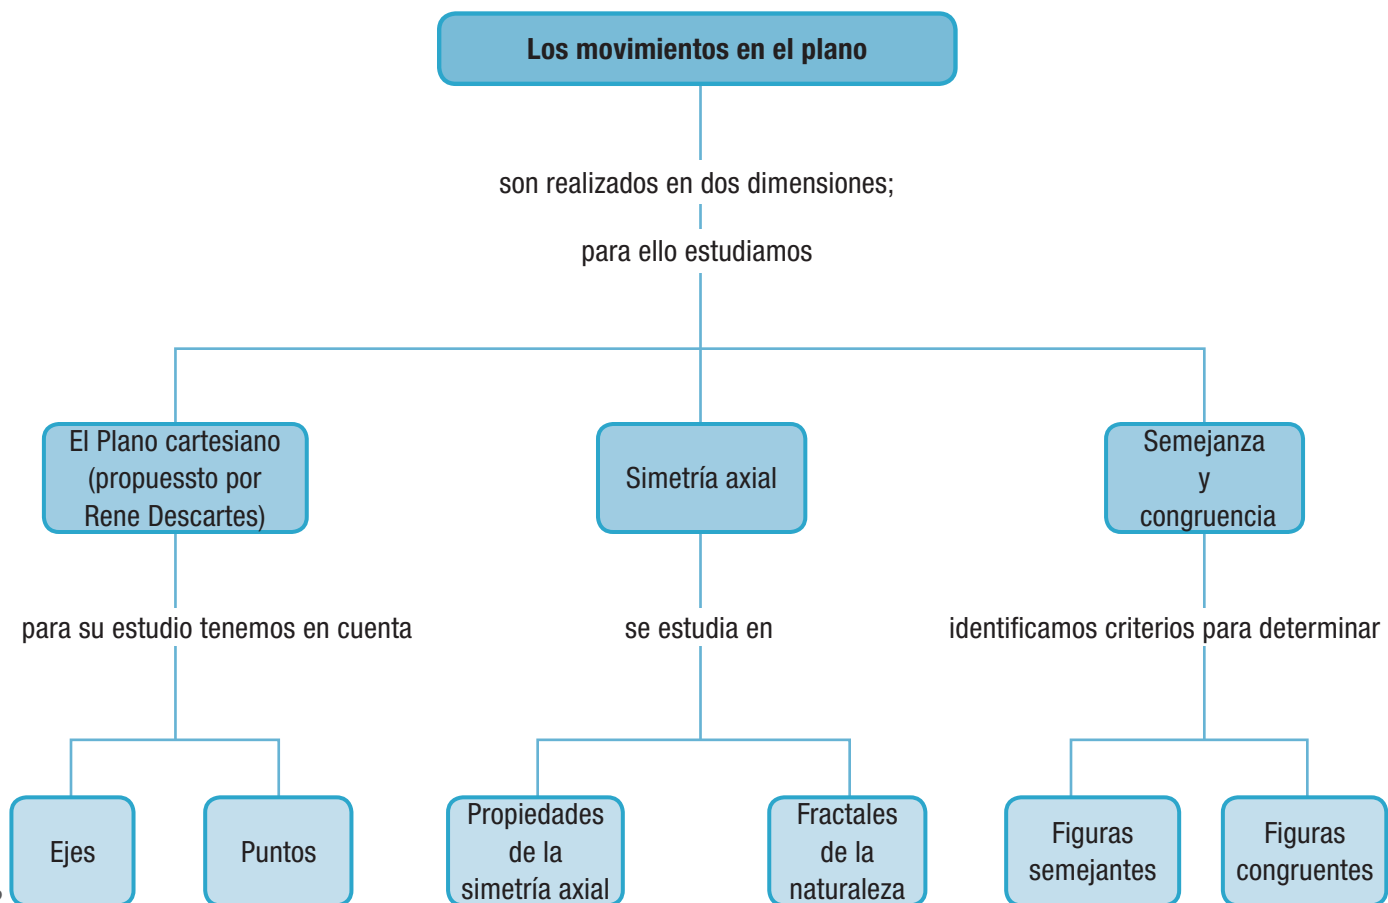 Los movimientos en el plano
son realizados en dos dimensiones;
para ello estudiamos
El Plano cartesiano
(propuessto por
Rene Descartes)
Simetría axial
Semejanza
y
congruencia
para su estudio tenemos en cuenta
se estudia en
identificamos criterios para determinar
Ejes
Puntos
Propiedades
de la
simetría axial
Fractales
de la
naturaleza
Figuras
semejantes
Figuras
congruentes